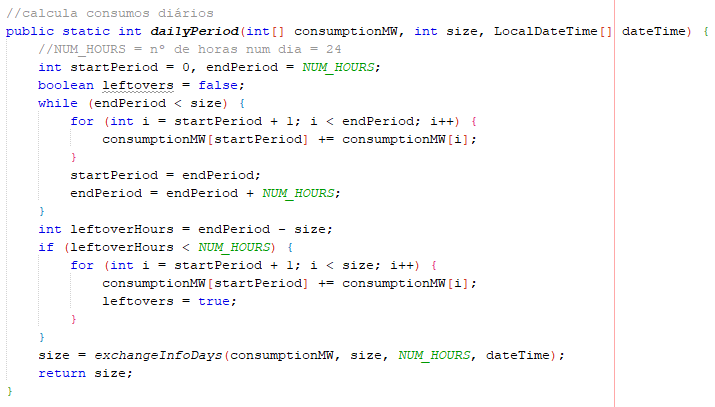 //calcula consumos diários
public static int dailyPeriod(int[] consumptionMW, int size, LocalDateTime[] dateTime) {
//NUM_HOURS = nº de horas num dia = 24
int startPeriod = 0, endPeriod = NUM_HOURS;
boolean leftovers = false;
while (endPeriod < size) {
for (int i = startPeriod + 1; i < endPeriod; i++) {
consumptionMW[startPeriod] += consumptionMW[i];
}
startPeriod = endPeriod;
endPeriod = endPeriod + NUM_HOURS;
}
int leftoverHours = endPeriod - size;
if (leftoverHours < NUM_HOURS) {
for (int i = startPeriod + 1; i < size; i++) {
consumptionMW[startPeriod] += consumptionMW[i];
leftovers = true;
}
}
size = exchangeInfoDays(consumptionMW, size, NUM_HOURS, dateTime);
return size;
}